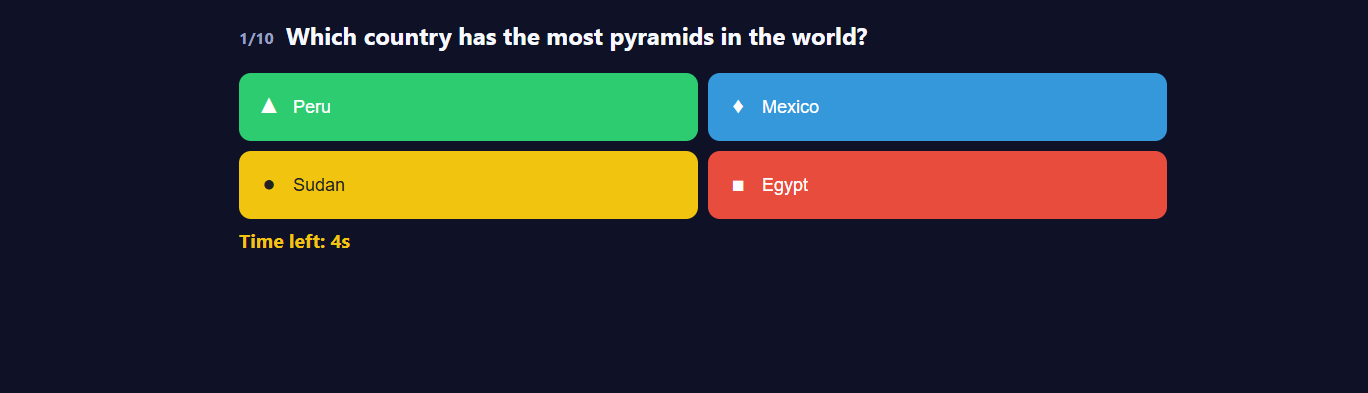 1/10 Which country has the most pyramids in the world?
Peru
Mexico
Sudan
Egypt
Time left: 4s